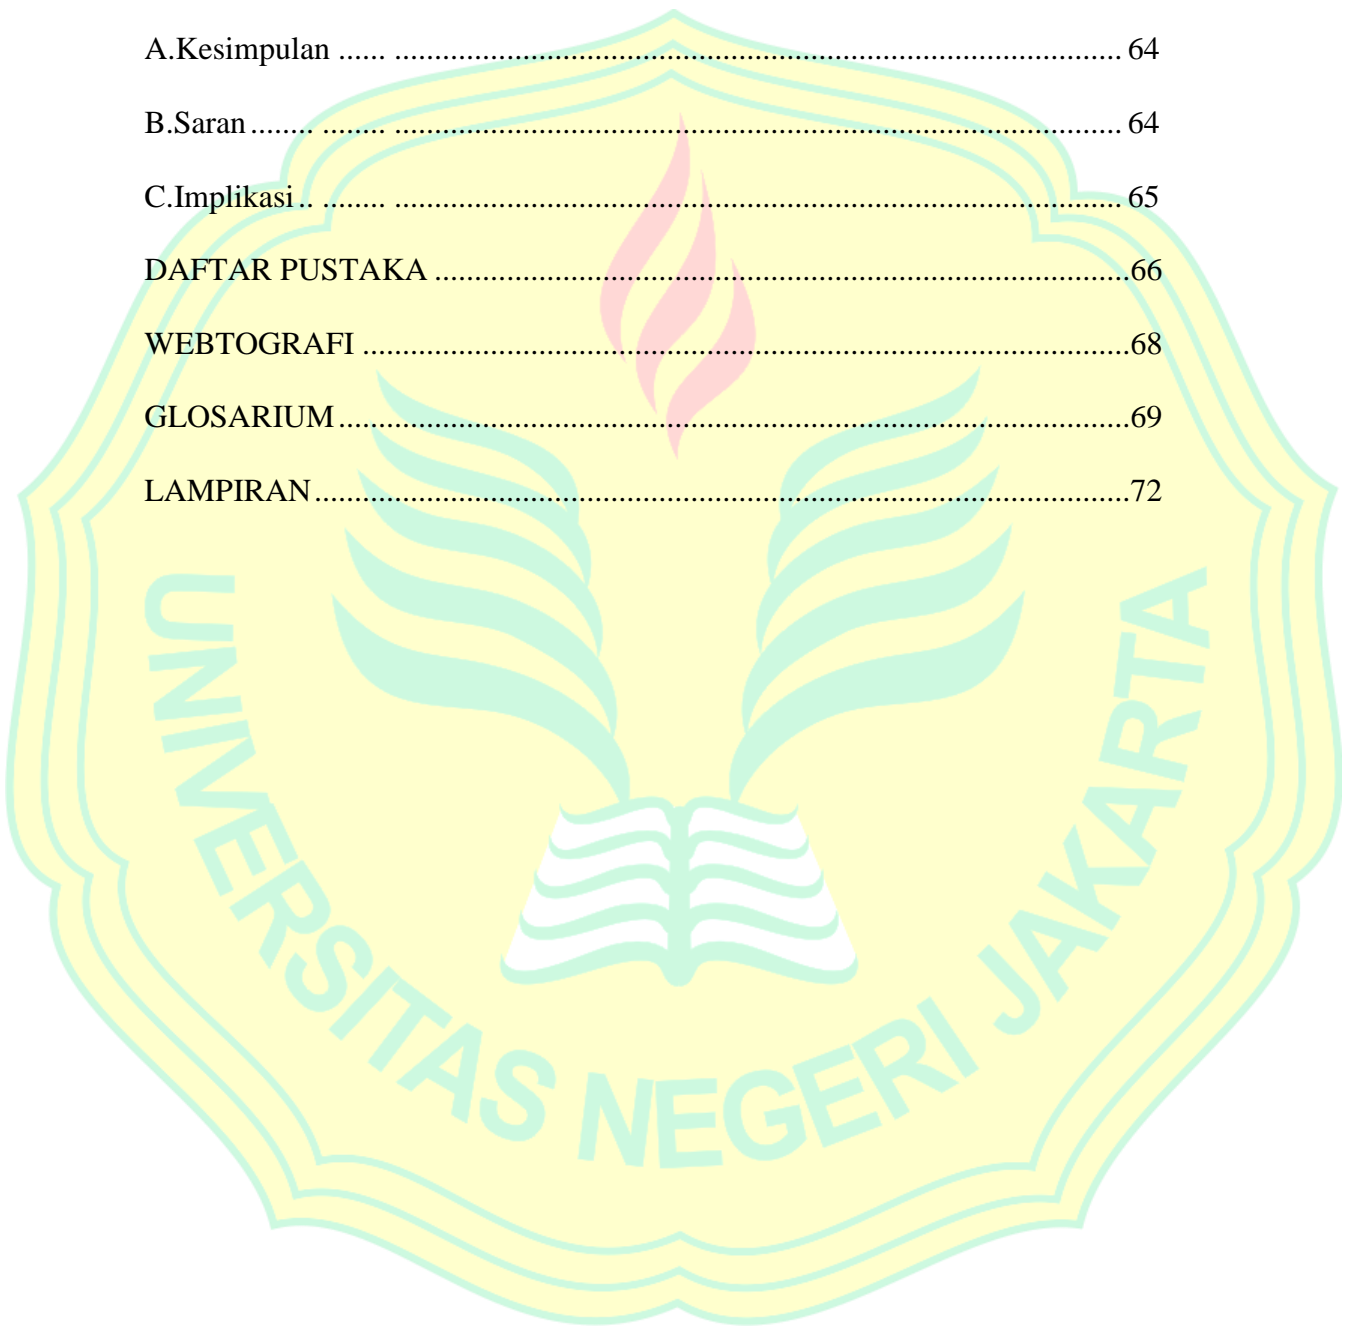 A.Kesimpulan ...... ........................................................................................ 64
B.Saran ........ ........ ........................................................................................ 64
C.Implikasi .. ........ ........................................................................................ 65
DAFTAR PUSTAKA ....................................................................................66
WEBTOGRAFI .............................................................................................68
GLOSARIUM ................................................................................................69
LAMPIRAN ...................................................................................................72
UNIVERSITAS NEGERI JAKARTA